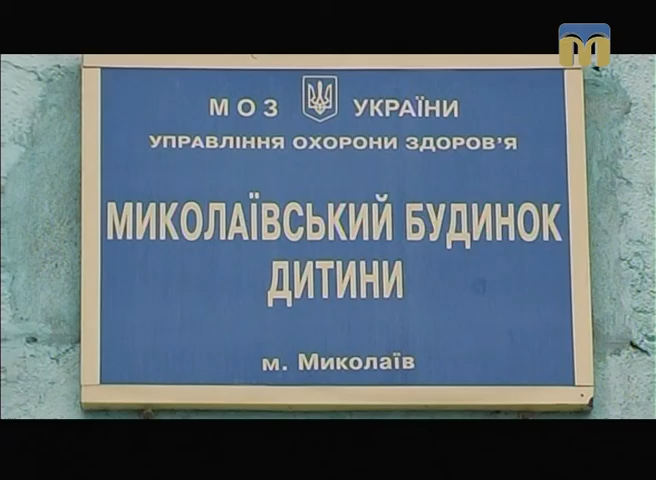 МОЗ УКРАЇНИ
УПРАВЛІННЯ ОХОРОНИ ЗДОРОВ'Я
МИКОЛАЇВСЬКИЙ БУДИНОК
ДИТИНИ
м. Миколаїв